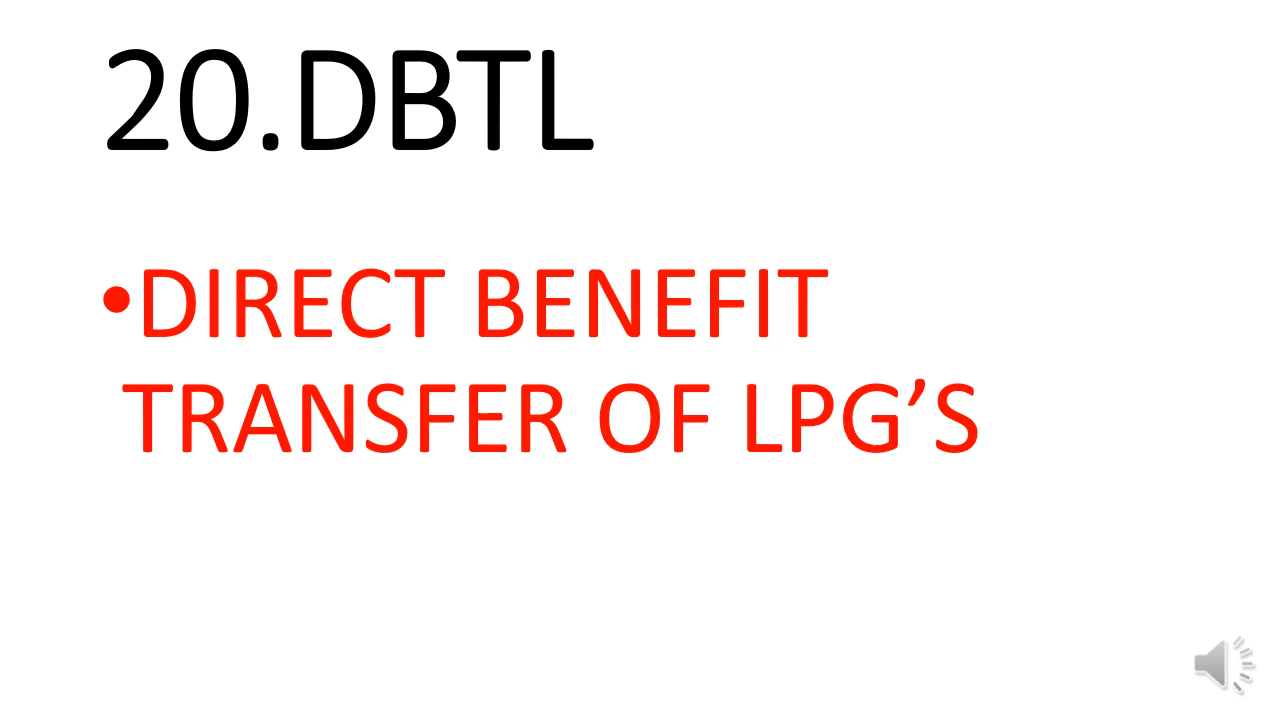 20.DBTL
•DIRECT BENEFIT
TRANSFER OF LPG’S